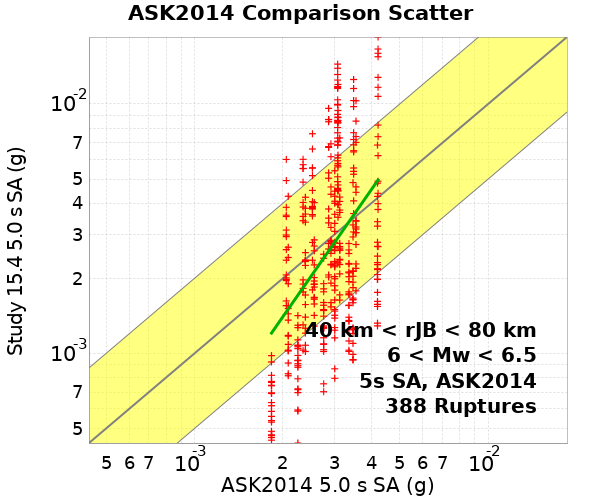 ASK2014 Comparison Scatter
Study 15.4 5.0 s SA (g)
10-2
7
5
4
3
2
10-3
7
5
40 km < rJB < 80 km
6 < Mw < 6.5
5s SA, ASK2014
388 Ruptures
5 6 7 10-3 2 3 4 5 6 7 10-2
ASK2014 5.0 s SA (g)